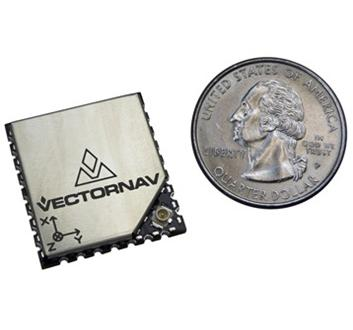 VECTORNAV
X
Z
Y
UNITED STATES OF AMERICA
LIBERTY
IN
GOD WE
TRUST
P
QUARTER DOLLAR